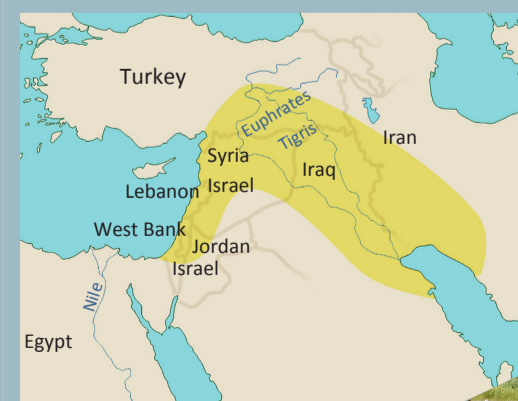 Turkey
Euphrates
Tigris
Iran
Syria
Iraq
Lebanon
Israel
West Bank
Jordan
Israel
Nile
Egypt